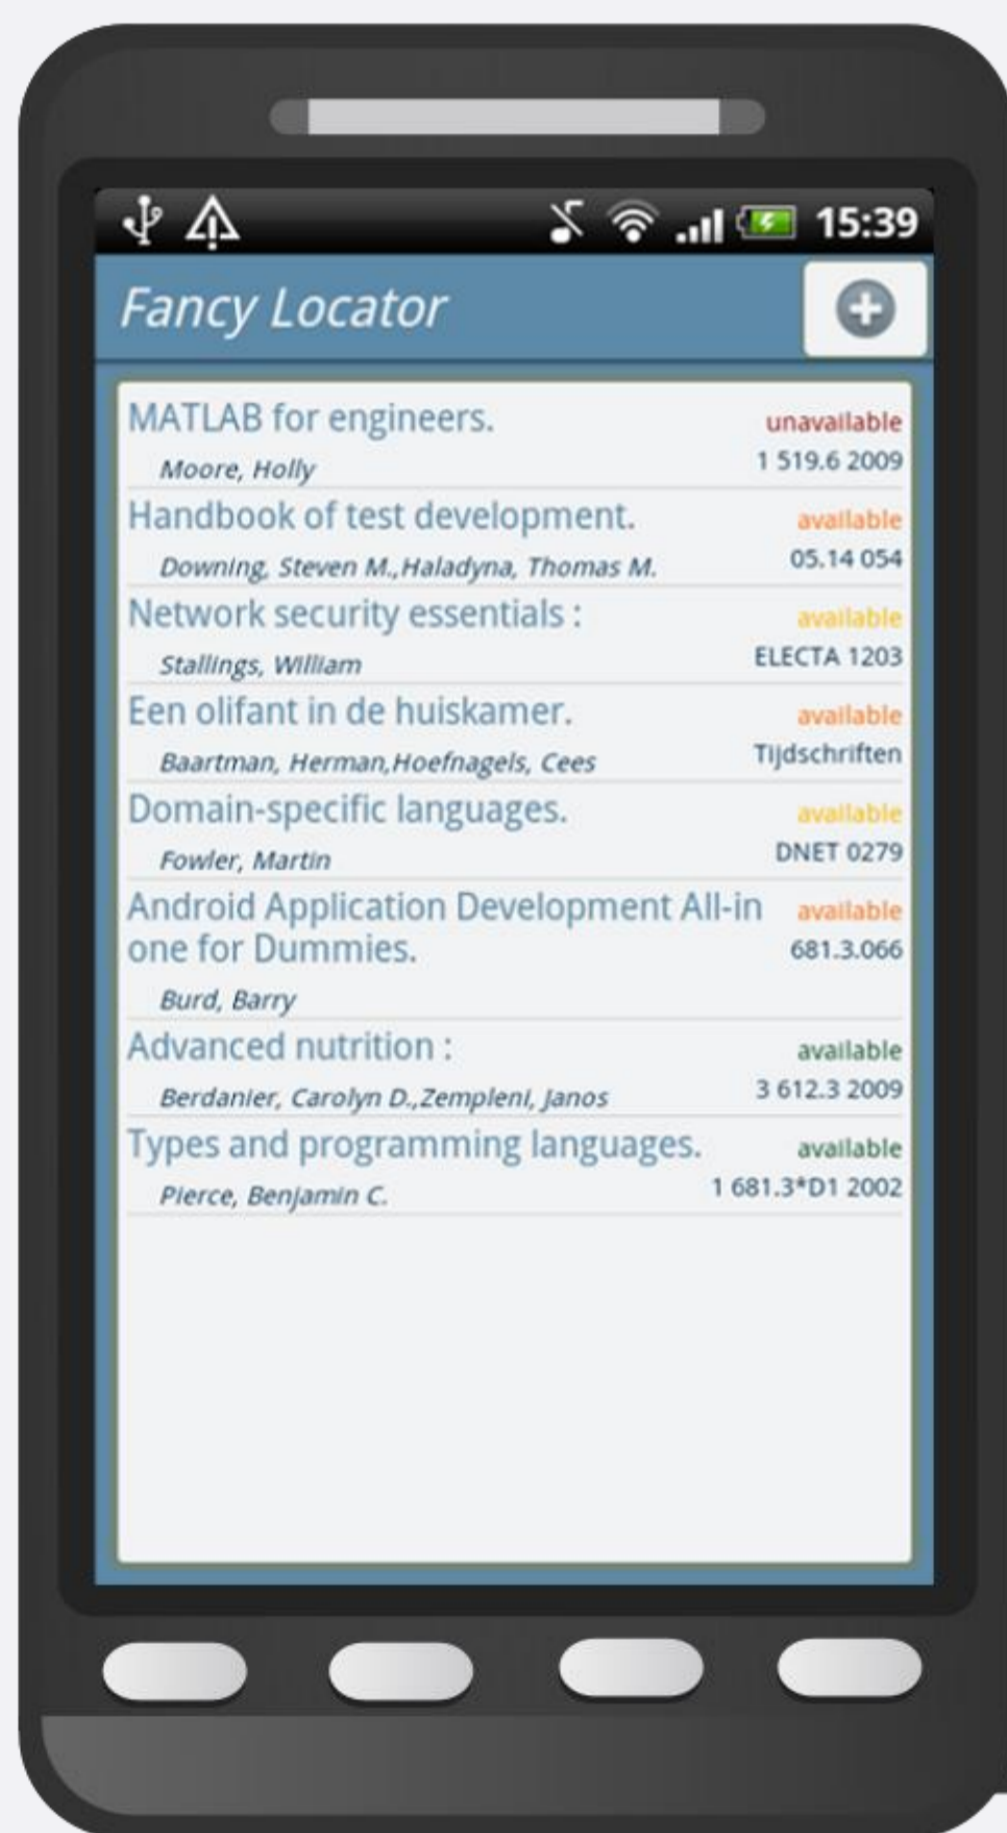 15:39
Fancy Locator
MATLAB for engineers.
unavailable
Moore, Holly
1 519.6 2009
Handbook of test development.
available
Downing, Steven M.,Haladyna, Thomas M.
05.14 054
Network security essentials :
available
Stallings, William
ELECTA 1203
Een olifant in de huiskamer.
available
Baartman, Herman,Hoefnagels, Cees
Tijdschriften
Domain-specific languages.
available
Fowler, Martin
DNET 0279
Android Application Development All-in
available
one for Dummies.
681.3.066
Burd, Barry
Advanced nutrition :
available
Berdanier, Carolyn D.,Zempleni, Janos
3 612.3 2009
Types and programming languages.
available
Pierce, Benjamin C.
1 681.3*D1 2002